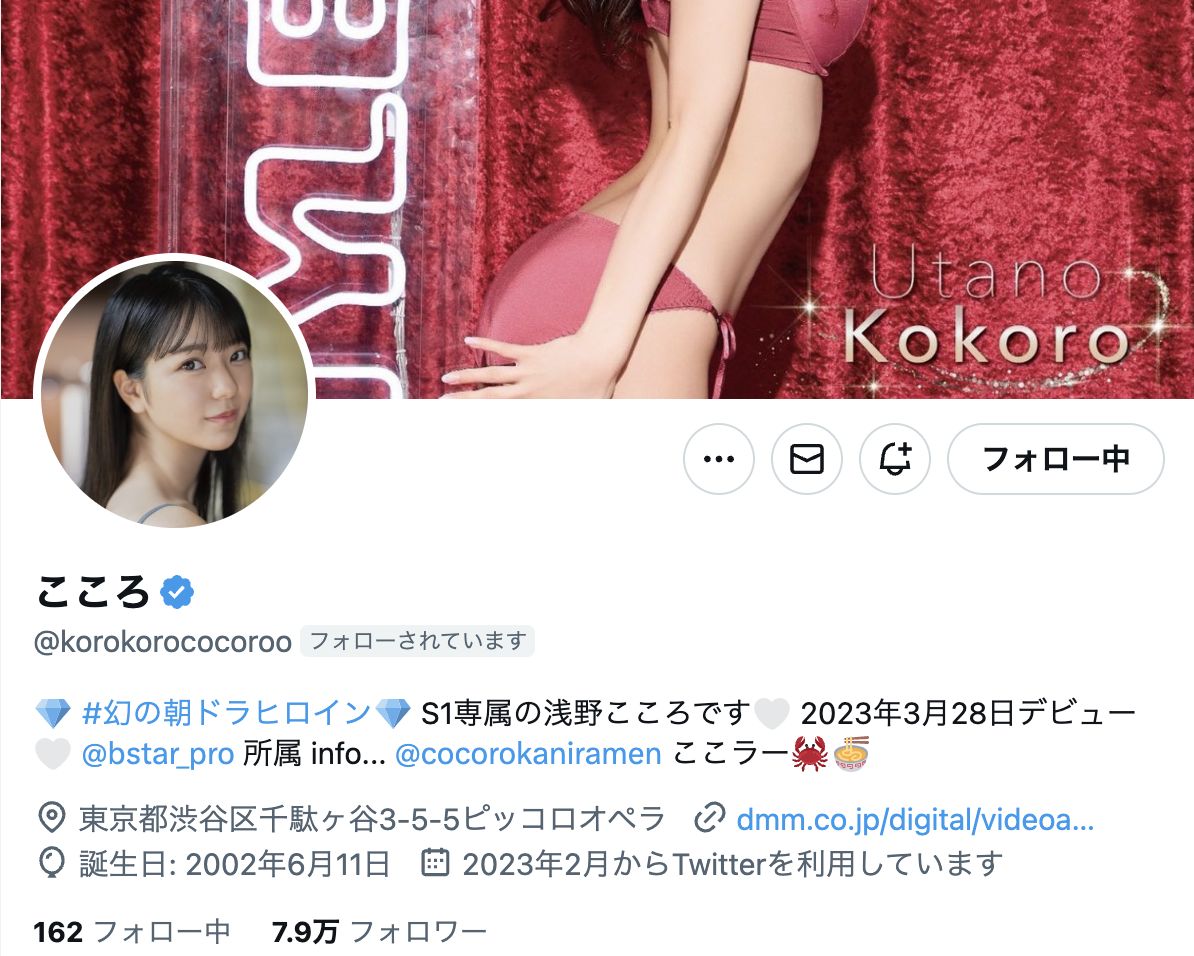 Utano
Kokoro
フォロー中
こころ
@korokorococoroo フォローされています
💎 #幻の朝ドラヒロイン💎 S1専属の浅野こころです🤍 2023年3月28日デビュー
🤍 @bstar_pro 所属 info... @cocorokaniramen ここラー🦀🍜
東京都渋谷区千駄ヶ谷3-5-5ピッコロオペラ dmm.co.jp/digital/videoa...
誕生日: 2002年6月11日 2023年2月からTwitterを利用しています
162 フォロー中 7.9万 フォロワー